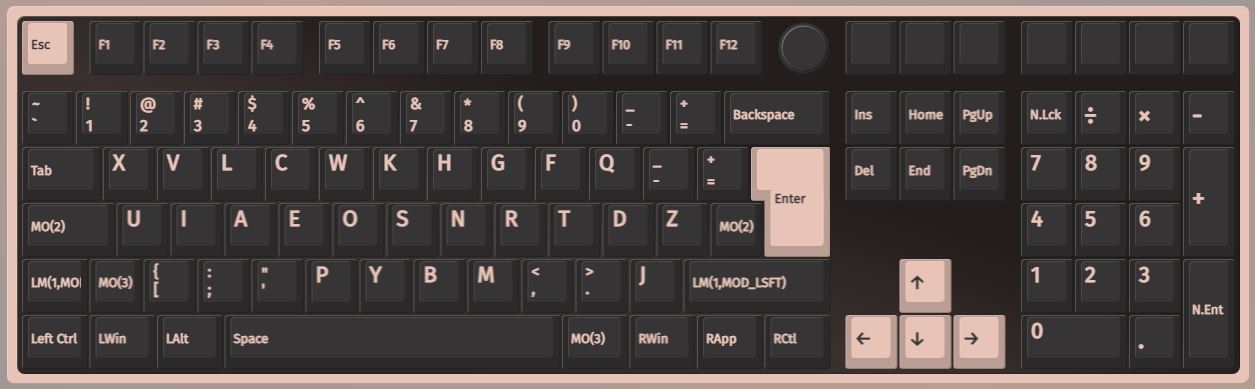 Esc F1 F2 F3 F4 F5 F6 F7 F8 F9 F10 F11 F12
~ ! @ # $ % ^ & * ( ) _ +
` 1 2 3 4 5 6 7 8 9 0 - = Backspace Ins Home PgUp N.Lck ÷ × -
Tab X V L C W K H G F Q _ + Del End PgDn 7 8 9
- =
Enter +
MO(2) U I A E O S N R T D Z MO(2) 4 5 6
LM(1,MO MO(3) { : " P Y B M < > J LM(1,MOD_LSFT) ↑ 1 2 3
[ ; ' , .
N.Ent
Left Ctrl LWin LAlt Space MO(3) RWin RApp RCtl ← ↓ → 0 .